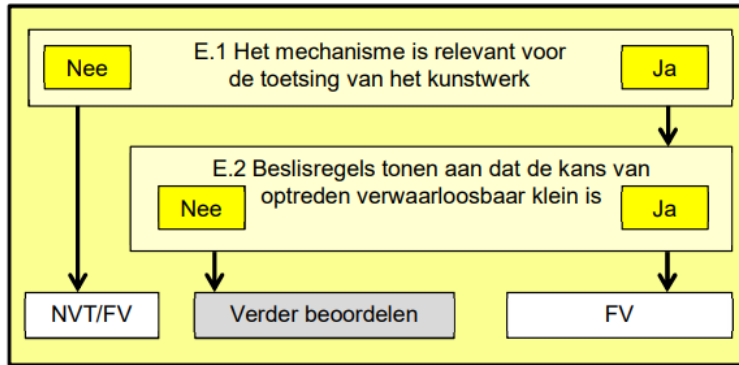 E.1 Het mechanisme is relevant voor
de toetsing van het kunstwerk
Nee
Ja
E.2 Beslisregels tonen aan dat de kans van
optreden verwaarloosbaar klein is
Nee
Ja
NVT/FV
Verder beoordelen
FV